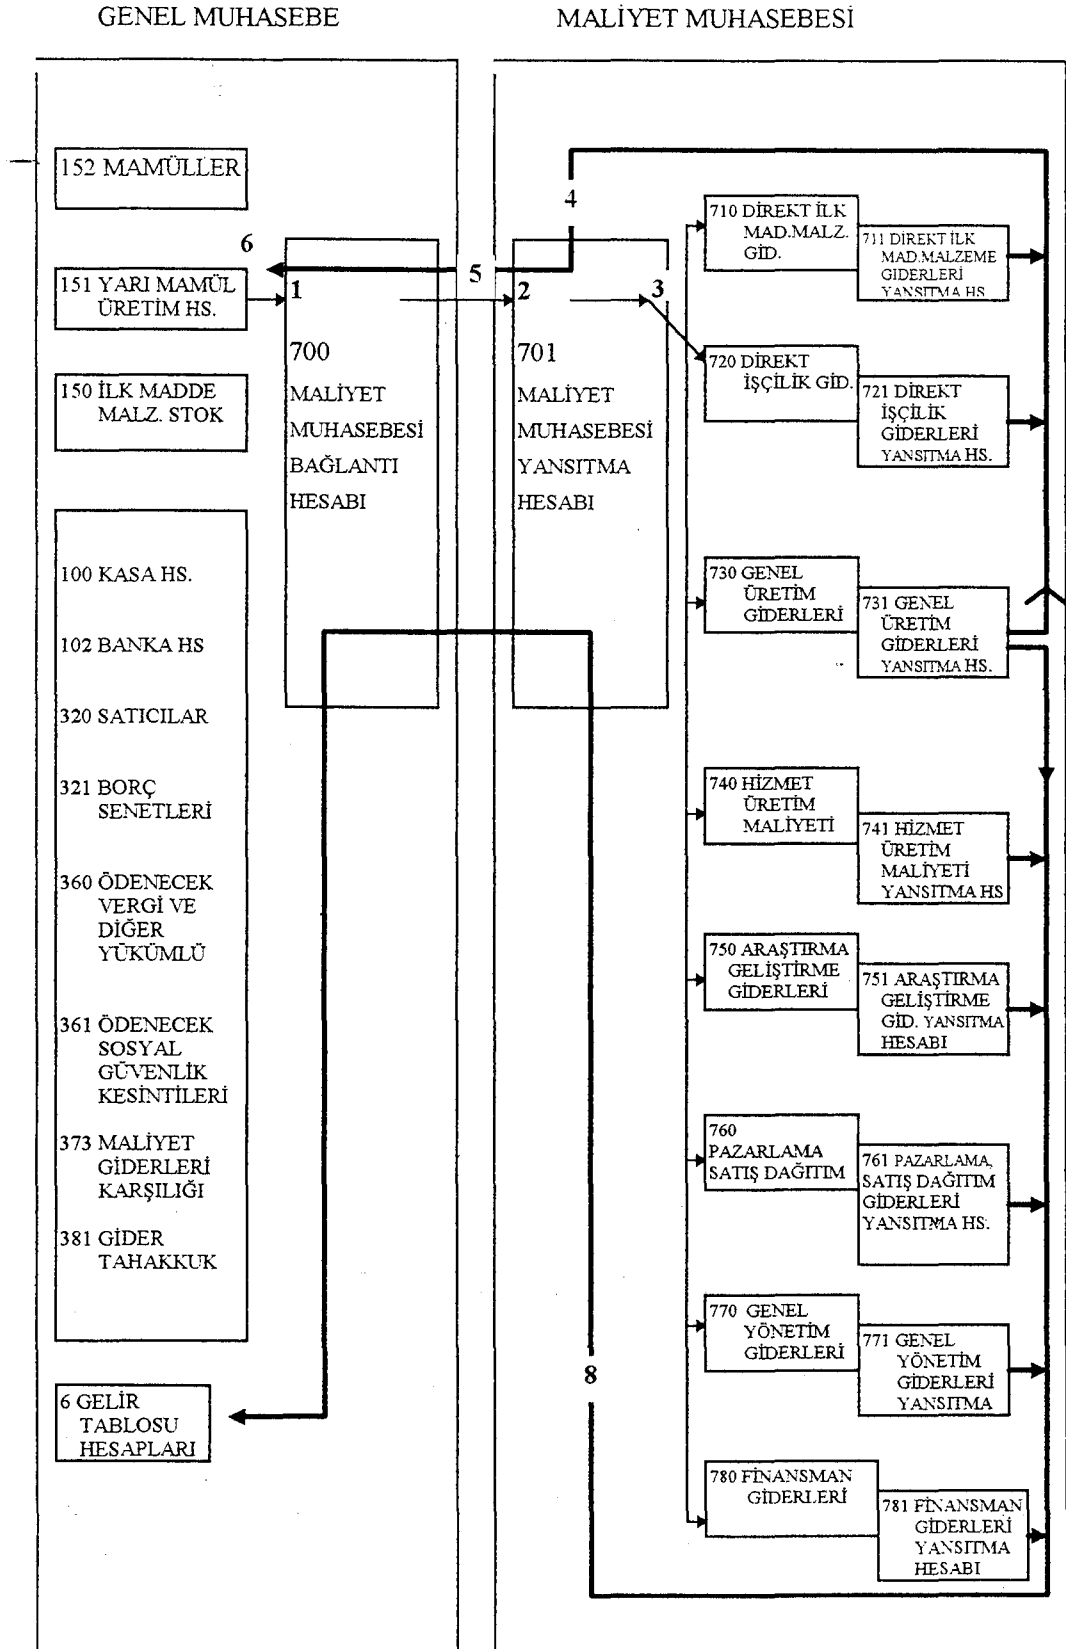 GENEL MUHASEBE
MALİYET MUHASEBESİ
152 MAMÜLLER
6
151 YARI MAMÜL
ÜRETİM HS.
150 İLK MADDE
MALZ. STOK
100 KASA HS.
102 BANKA HS
320 SATICILAR
321 BORÇ
SENETLERİ
360 ÖDENECEK
VERGİ VE
DİĞER
YÜKÜMLÜ
361 ÖDENECEK
SOSYAL
GÜVENLİK
KESİNTİLERİ
373 MALİYET
GİDERLERİ
KARŞILIĞI
381 GİDER
TAHAKKUK
6 GELİR
TABLOSU
HESAPLARI
1
700
MALİYET
MUHASEBESİ
BAĞLANTI
HESABI
5
4
2
3
701
MALİYET
MUHASEBESİ
YANSITMA
HESABI
8
710 DİREKT İLK
MAD.MALZ.
GİD.
711 DİREKT İLK
MAD.MALZEME
GIDERLERİ
YANSITMA HS.
720 DİREKT
İŞÇİLİK GİD.
721 DİREKT
İŞÇİLİK
GİDERLERİ
YANSITMA HS.
730 GENEL
ÜRETİM
GİDERLERİ
731 GENEL
ÜRETİM
GİDERLERİ
YANSITMA HS.
740 HİZMET
ÜRETİM
MALİYETİ
741 HİZMET
ÜRETİM
MALİYETİ
YANSITMA HS
750 ARAŞTIRMA
GELİŞTİRME
GİDERLERİ
751 ARAŞTIRMA
GELİŞTİRME
GİD. YANSITMA
HESABI
760
PAZARLAMA
SATIŞ DAĞITIM
761 PAZARLAMA,
SATIŞ DAĞITIM
GİDERLERİ
YANSITMA HS.
770 GENEL
YÖNETİM
GİDERLERİ
771 GENEL
YÖNETİM
GİDERLERİ
YANSITMA
780 FİNANSMAN
GİDERLERİ
781 FİNANSMAN
GİDERLERİ
YANSITMA
HESABI